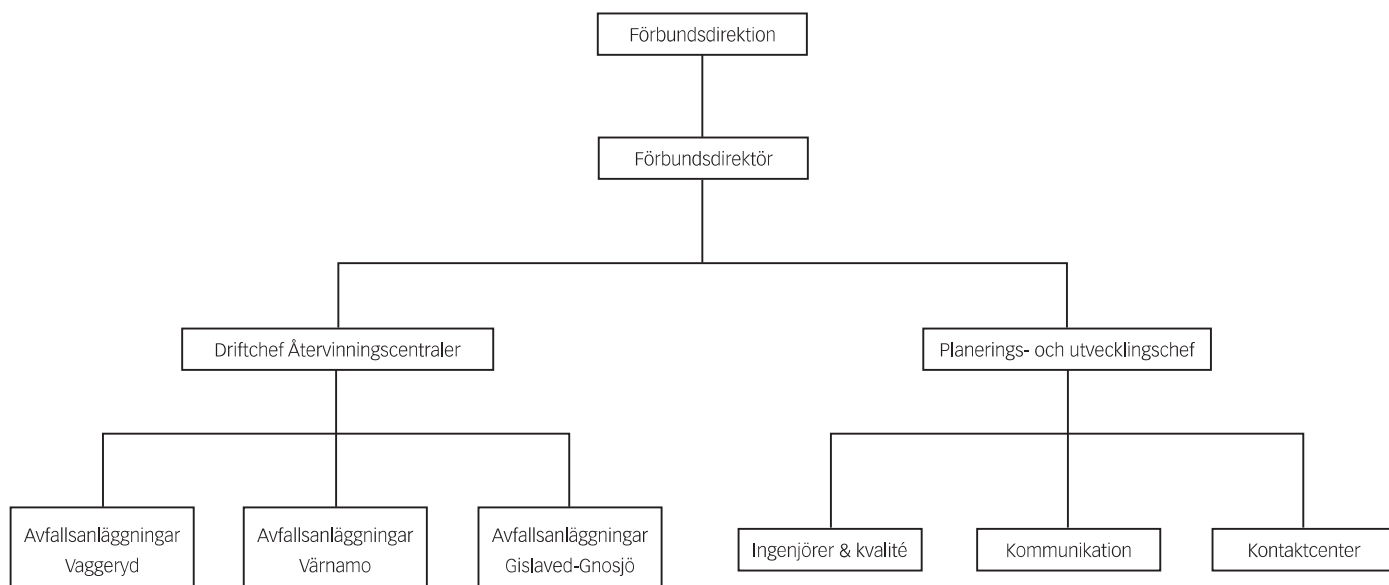 Förbundsdirektion
Förbundsdirektör
Driftchef Återvinningscentraler
Planerings- och utvecklingschef
Avfallsanläggningar
Vaggeryd
Avfallsanläggningar
Värnamo
Avfallsanläggningar
Gislaved-Gnosjö
Ingenjörer & kvalité
Kommunikation
Kontaktcenter